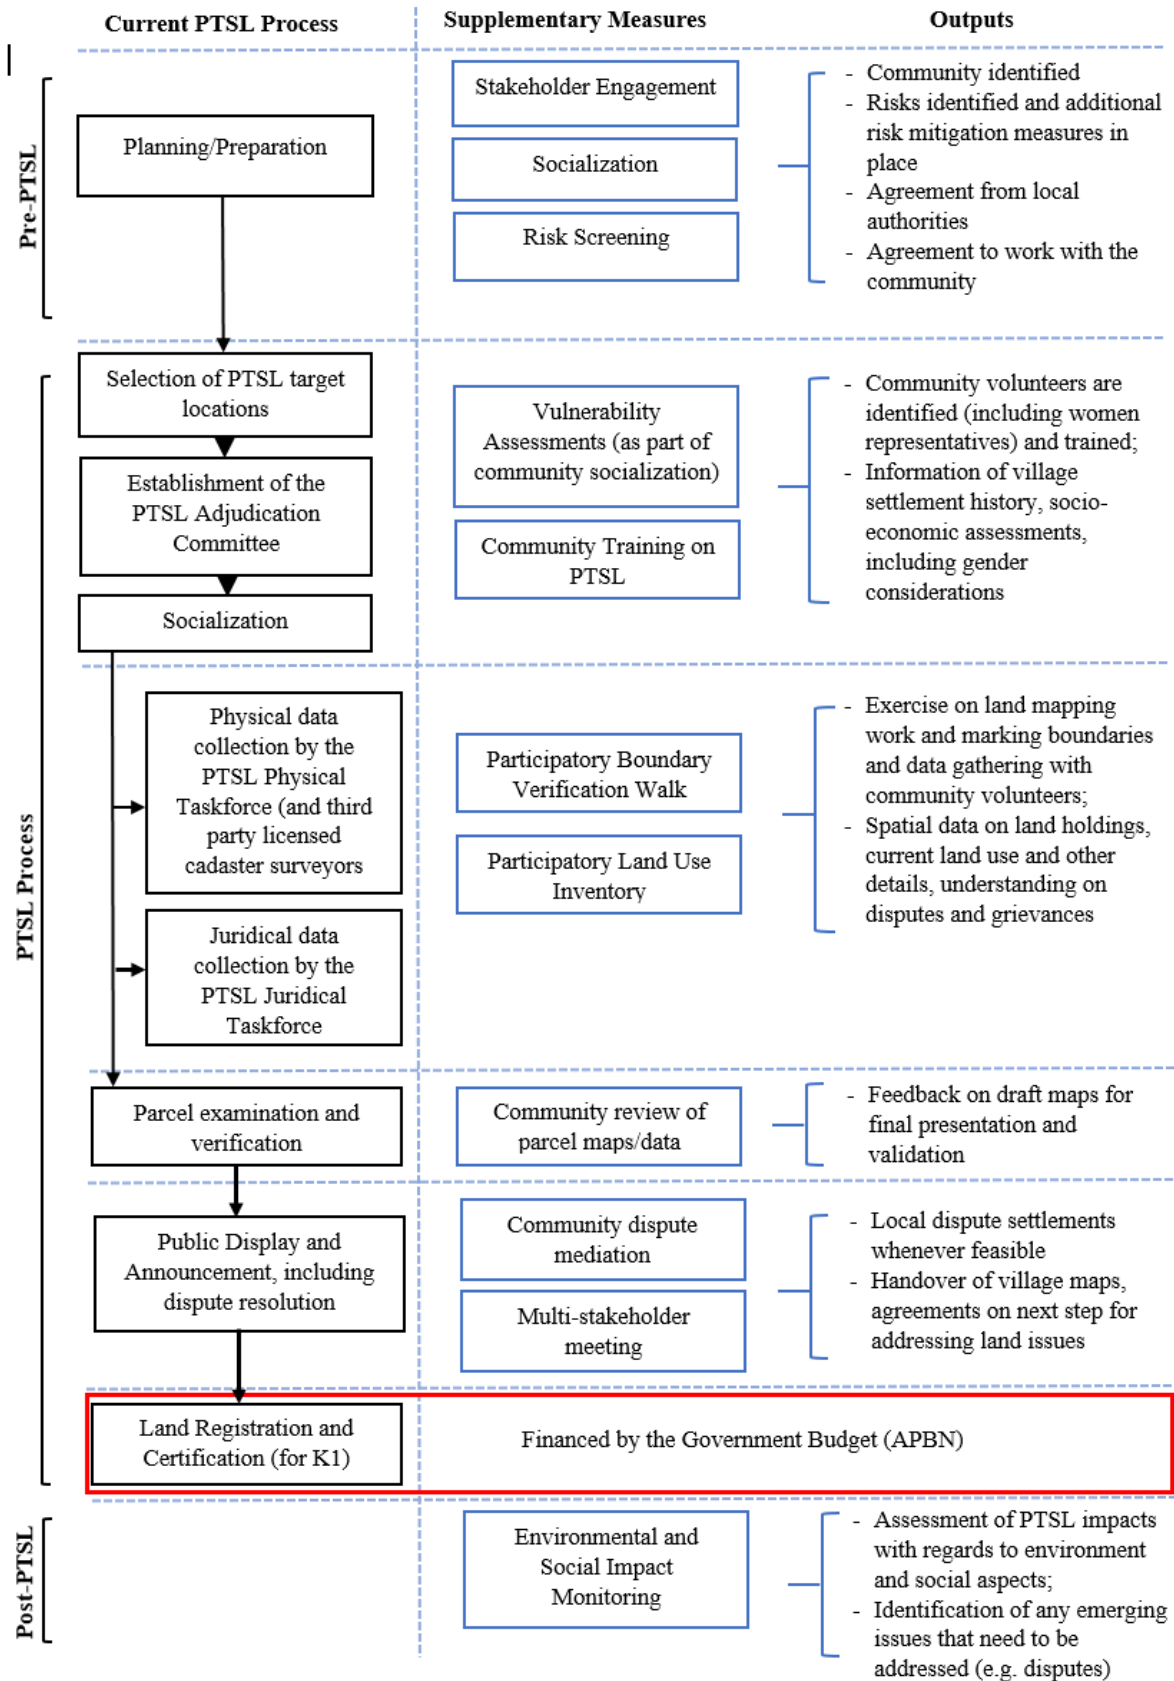 Current PTSL Process
Supplementary Measures
Outputs
Pre-PTSL
Planning/Preparation
Stakeholder Engagement
Socialization
Risk Screening
- Community identified
- Risks identified and additional
risk mitigation measures in
place
- Agreement from local
authorities
- Agreement to work with the
community
PTSL Process
Selection of PTSL target
locations
Establishment of the
PTSL Adjudication
Committee
Socialization
Vulnerability
Assessments (as part of
community socialization)
Community Training on
PTSL
- Community volunteers are
identified (including women
representatives) and trained;
- Information of village
settlement history, socio-
economic assessments,
including gender
considerations
Physical data
collection by the
PTSL Physical
Taskforce (and third
party licensed
cadaster surveyors
Juridical data
collection by the
PTSL Juridical
Taskforce
Participatory Boundary
Verification Walk
Participatory Land Use
Inventory
- Exercise on land mapping
work and marking boundaries
and data gathering with
community volunteers;
- Spatial data on land holdings,
current land use and other
details, understanding on
disputes and grievances
Parcel examination and
verification
Community review of
parcel maps/data
- Feedback on draft maps for
final presentation and
validation
Public Display and
Announcement, including
dispute resolution
Community dispute
mediation
Multi-stakeholder
meeting
- Local dispute settlements
whenever feasible
- Handover of village maps,
agreements on next step for
addressing land issues
Land Registration and
Certification (for K1)
Financed by the Government Budget (APBN)
Post-PTSL
Environmental and
Social Impact
Monitoring
- Assessment of PTSL impacts
with regards to environment
and social aspects;
- Identification of any emerging
issues that need to be
addressed (e.g. disputes)